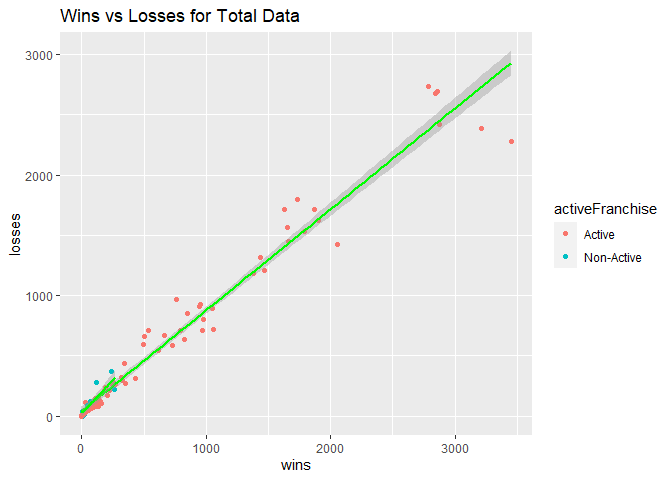 Wins vs Losses for Total Data
3000
2000
1000
0
losses
0 1000 2000 3000
wins
activeFranchise
Active
Non-Active